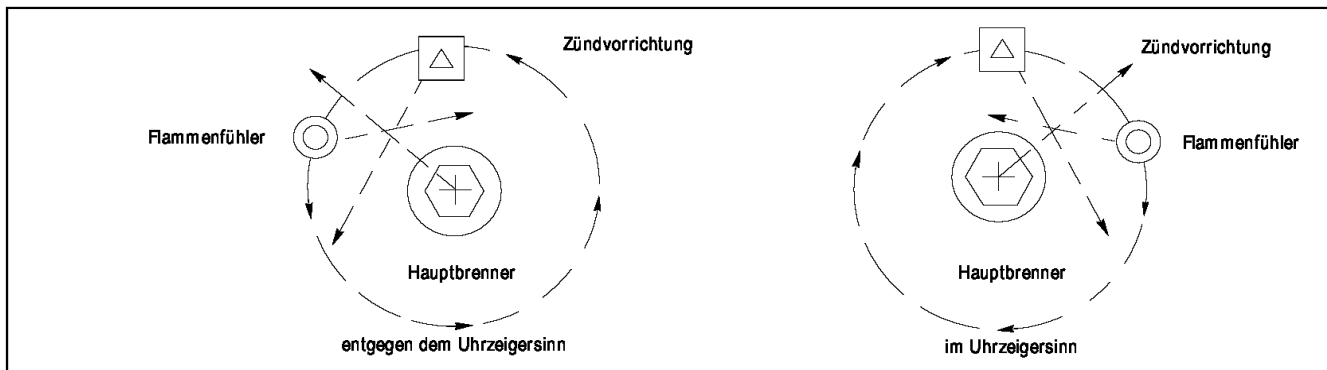 Zündvorrichtung
Flammenfühler
Hauptbrenner
entgegen dem Uhrzeigersinn
Zündvorrichtung
Flammenfühler
Hauptbrenner
im Uhrzeigersinn